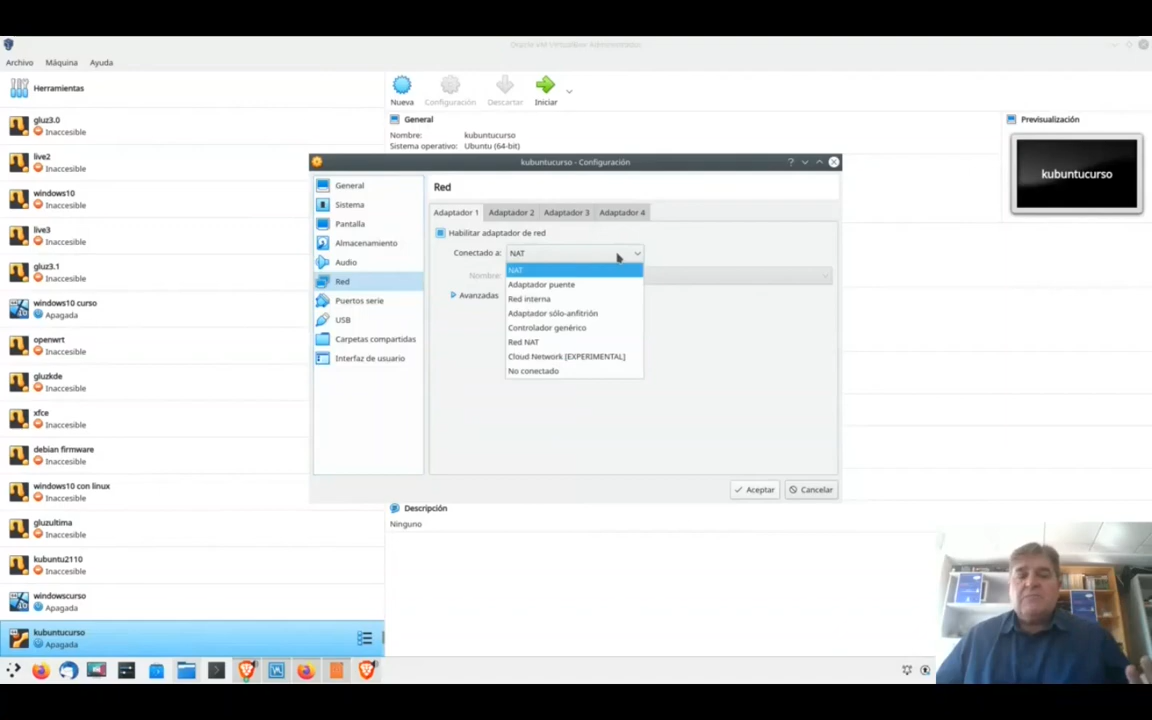 Oracle VM VirtualBox Administrador
Archivo Máquina Ayuda
Herramientas
Nueva Configuración Descartar Iniciar
gluz3.0
Inaccesible
live2
Inaccesible
windows10
Inaccesible
live3
Inaccesible
gluz3.1
Inaccesible
windows10 curso
Apagada
openwrt
Inaccesible
gluzkde
Inaccesible
xfce
Inaccesible
debian firmware
Inaccesible
windows10 con linux
Inaccesible
gluzultima
Inaccesible
kubuntu2110
Inaccesible
windowscurso
Apagada
kubuntucurso
Apagada
General
Nombre: kubuntucurso
Sistema operativo: Ubuntu (64-bit)
Previsualización
kubuntucurso
kubuntucurso - Configuración
General
Sistema
Pantalla
Almacenamiento
Audio
Red
Puertos serie
USB
Carpetas compartidas
Interfaz de usuario
Red
Adaptador 1 Adaptador 2 Adaptador 3 Adaptador 4
Habilitar adaptador de red
Conectado a: NAT
Nombre:
Avanzadas
NAT
Adaptador puente
Red interna
Adaptador sólo-anfitrión
Controlador genérico
Red NAT
Cloud Network [EXPERIMENTAL]
No conectado
Aceptar Cancelar
Descripción
Ninguno